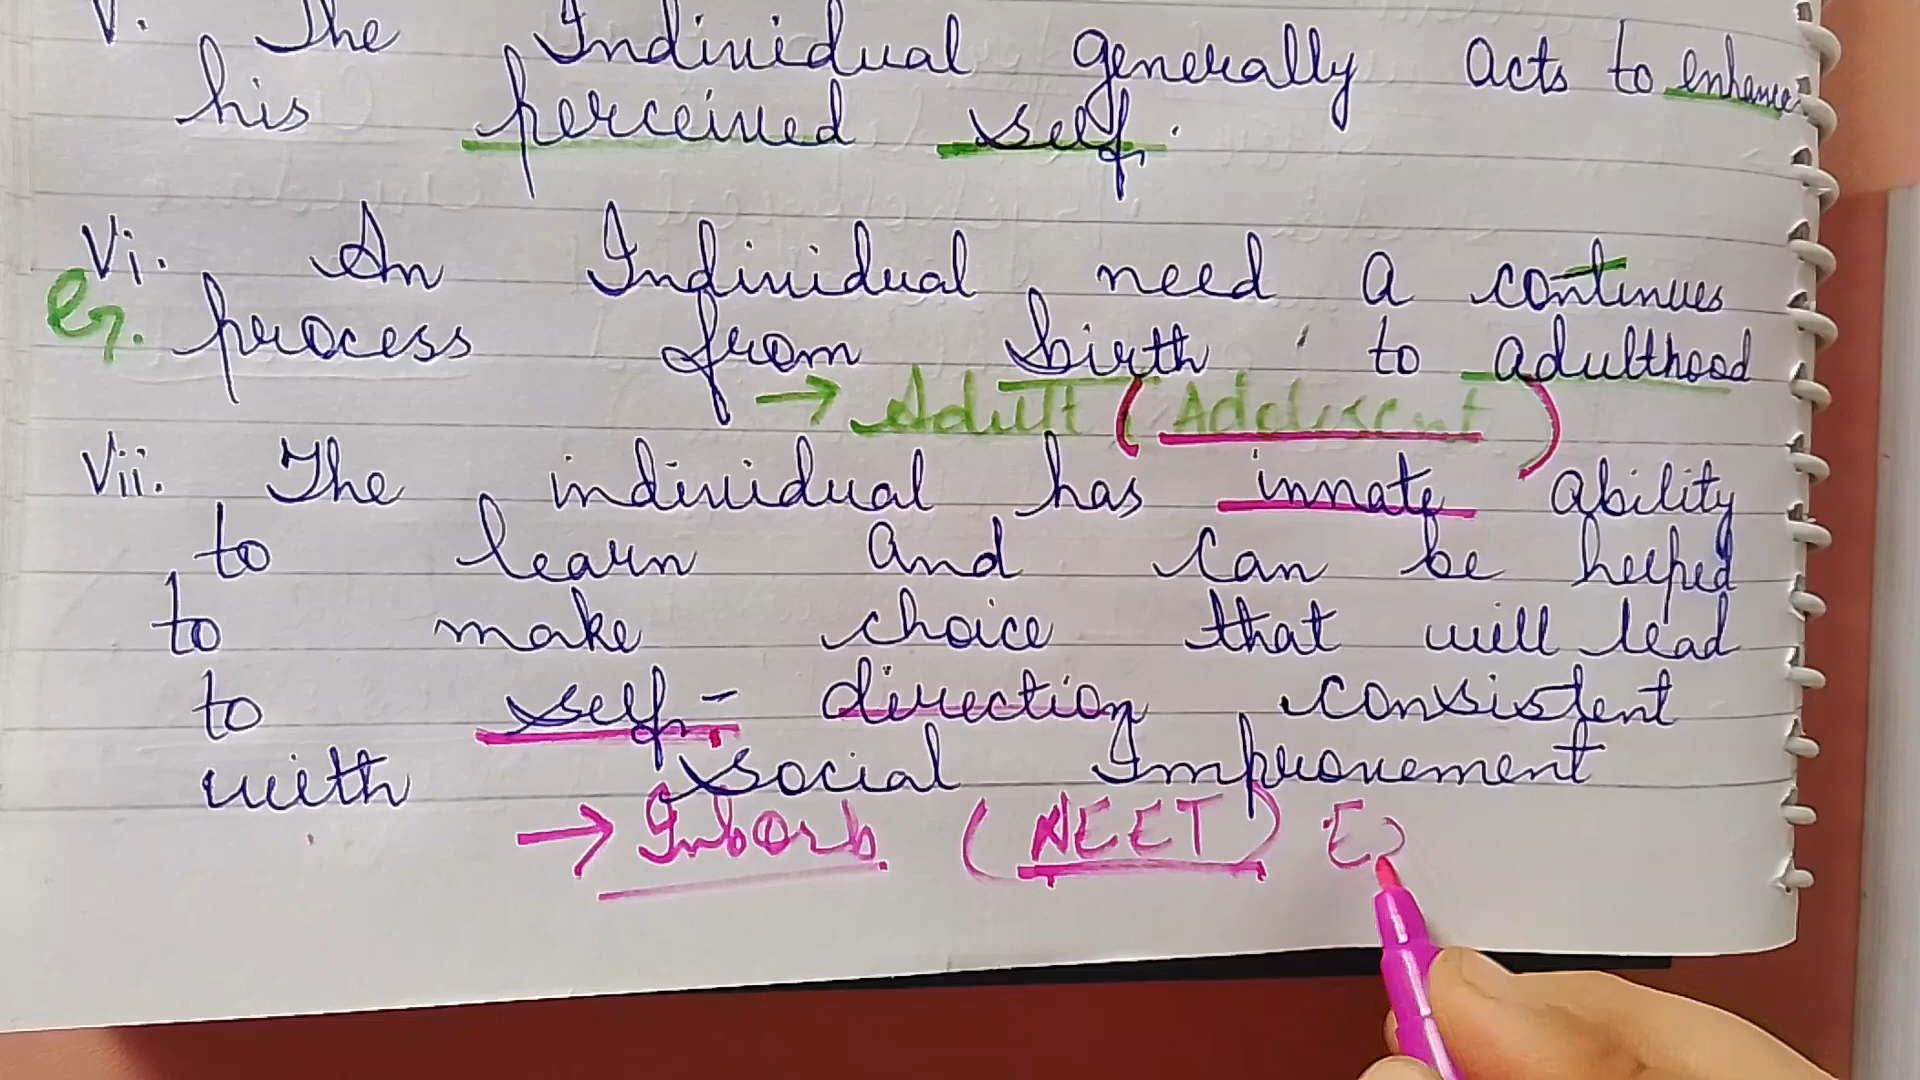 V. The Individual generally acts to enhance
his perceived self.
Vi. An Individual need a continues
eg. process from birth to adulthood
→ Adult (Adolescent)
Vii. The individual has innate ability
to learn and can be helped
to make choice that will lead
to self-direction consistent
with social Improvement
→ Inborb (NEET)